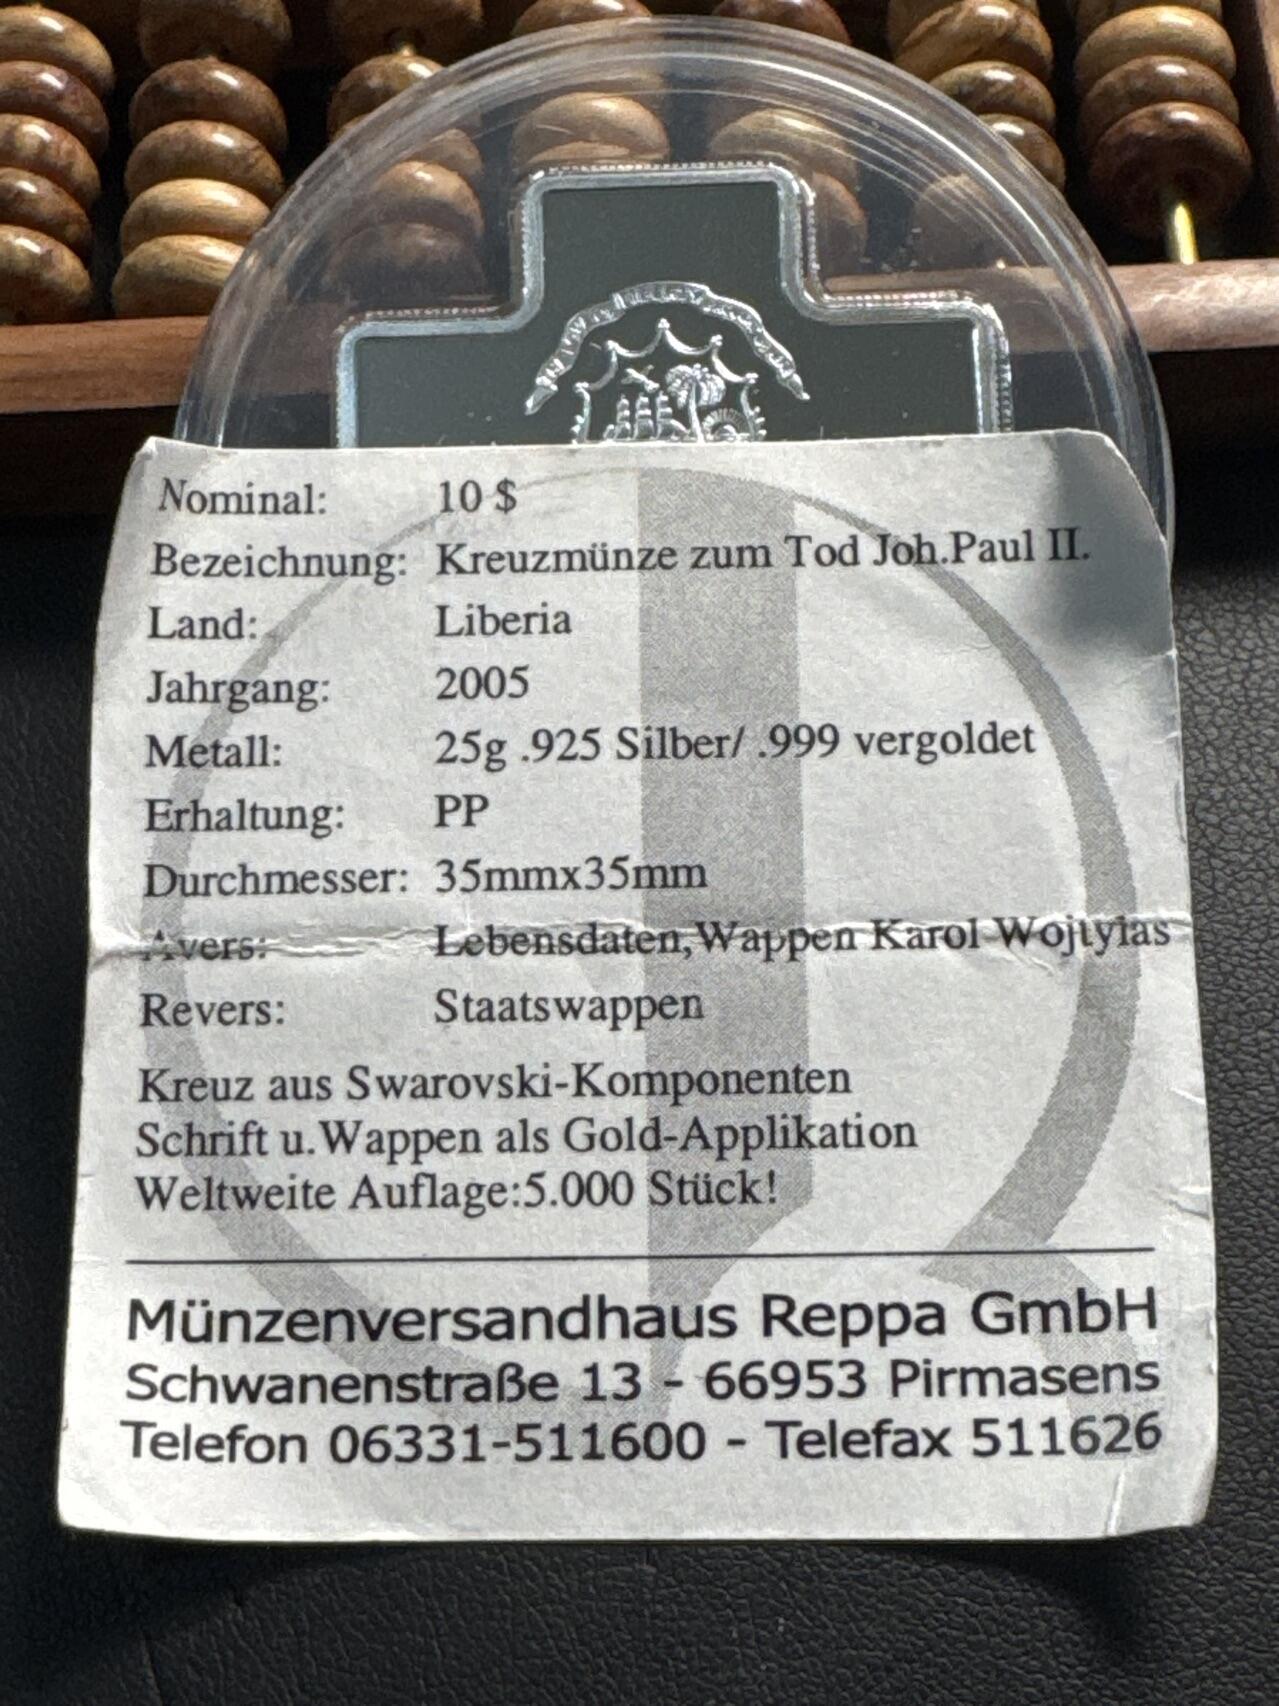 Nominal: 10 $
Bezeichnung: Kreuzmünze zum Tod Joh.Paul II.
Land: Liberia
Jahrgang: 2005
Metall: 25g .925 Silber/ .999 vergoldet
Erhaltung: PP
Durchmesser: 35mmx35mm
Avers: Lebensdaten,Wappen Karol Wojtylas
Revers: Staatswappen
Kreuz aus Swarovski-Komponenten
Schrift u.Wappen als Gold-Applikation
Weltweite Auflage:5.000 Stück!
Münzenversandhaus Reppa GmbH
Schwanenstraße 13 - 66953 Pirmasens
Telefon 06331-511600 - Telefax 511626